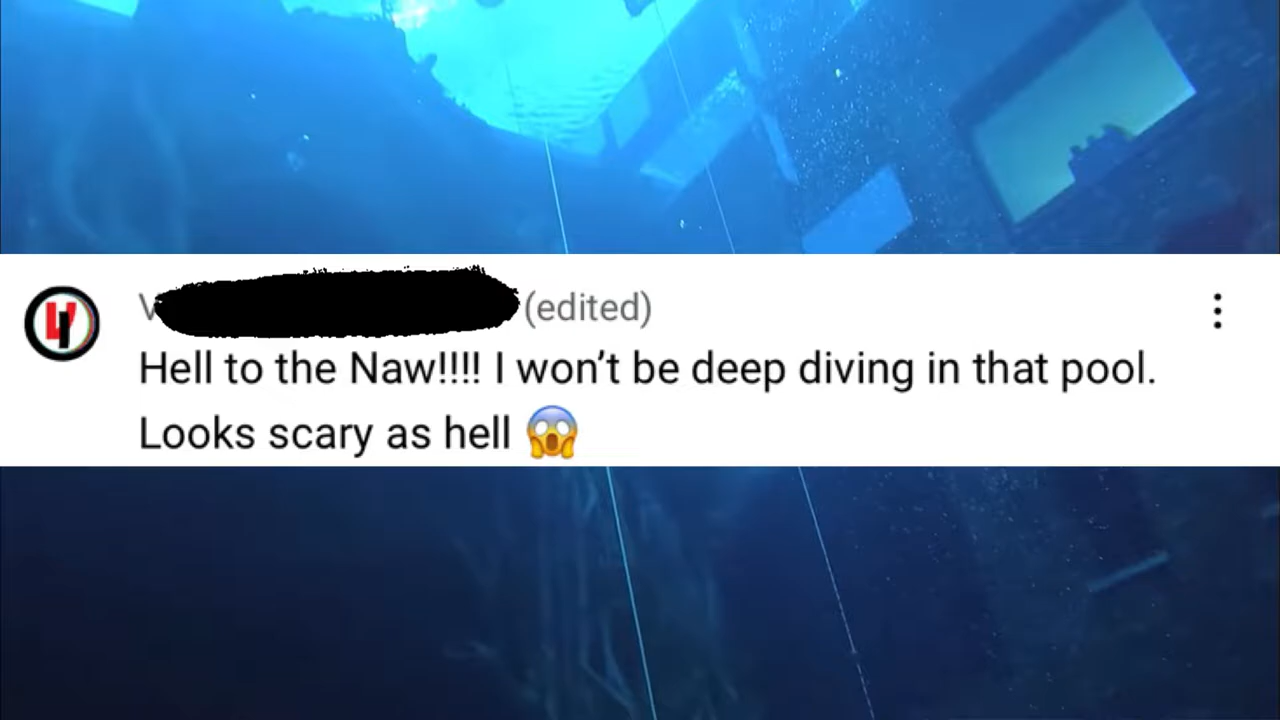 (edited)
Hell to the Naw!!!! I won’t be deep diving in that pool.
Looks scary as hell 😱